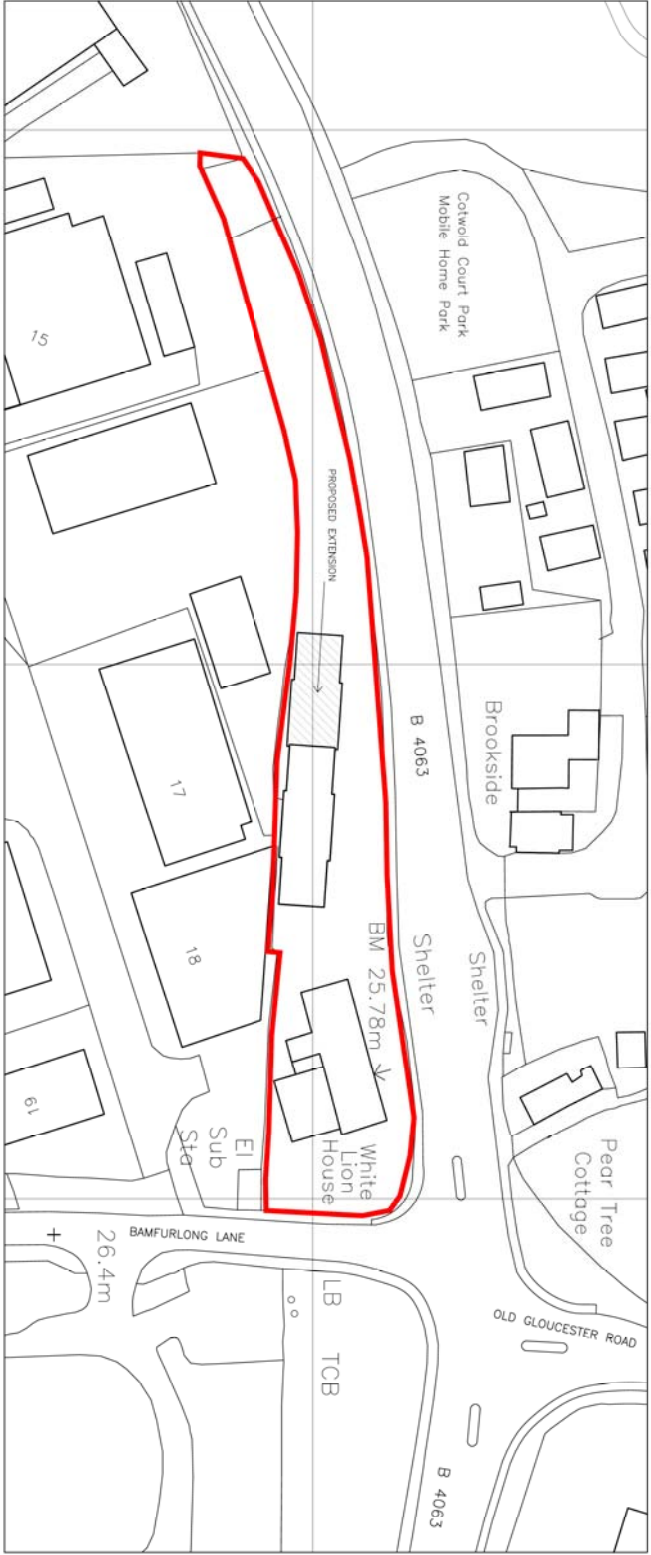 Cotwold Court Park
Mobile Home Park
15
PROPOSED EXTENSION
B 4063
Brookside
17
18
BM 25.78m
Shelter
Shelter
White
Lion
House
El
Sub
Sta
19
Pear Tree
Cottage
BAMFURLONG LANE
26.4m
LB
TCB
OLD GLOUCESTER ROAD
B 4063